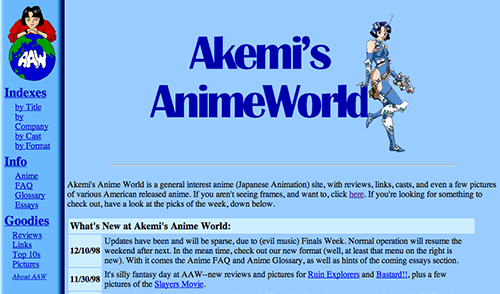 AAW
Indexes
by Title
by
Company
by Cast
by Format
Info
Anime
FAQ
Glossary
Essays
Goodies
Reviews
Links
Top 10s
Pictures
About AAW
Akemi's
AnimeWorld
Akemi's Anime World is a general interest anime (Japanese Animation) site, with reviews, links, casts, and even a few pictures
of various American released anime. If you aren't seeing frames, and want to, click here. If you're looking for something to
check out, have a look at the picks of the week, down below.
What's New at Akemi's Anime World:
12/10/98
Updates have been and will be sparse, due to (evil music) Finals Week. Normal operation will resume the
weekend after next. In the mean time, check out our new format (well, at least that menu on the right is
new). With it comes the Anime FAQ and Anime Glossary, as well as hints of the coming essays section.
11/30/98
It's silly fantasy day at AAW--new reviews and pictures for Ruin Explorers and Bastard!!, plus a few
pictures of the Slayers Movie.